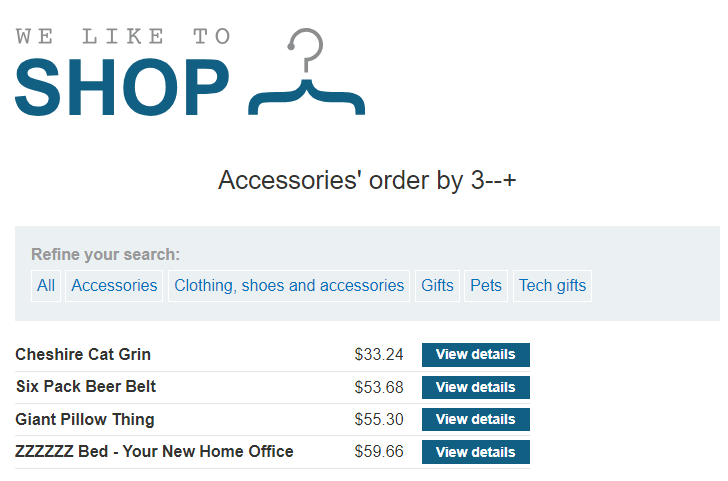 WE LIKE TO
SHOP
Accessories' order by 3--+
Refine your search:
All Accessories Clothing, shoes and accessories Gifts Pets Tech gifts
Cheshire Cat Grin $33.24 View details
Six Pack Beer Belt $53.68 View details
Giant Pillow Thing $55.30 View details
ZZZZZZ Bed - Your New Home Office $59.66 View details